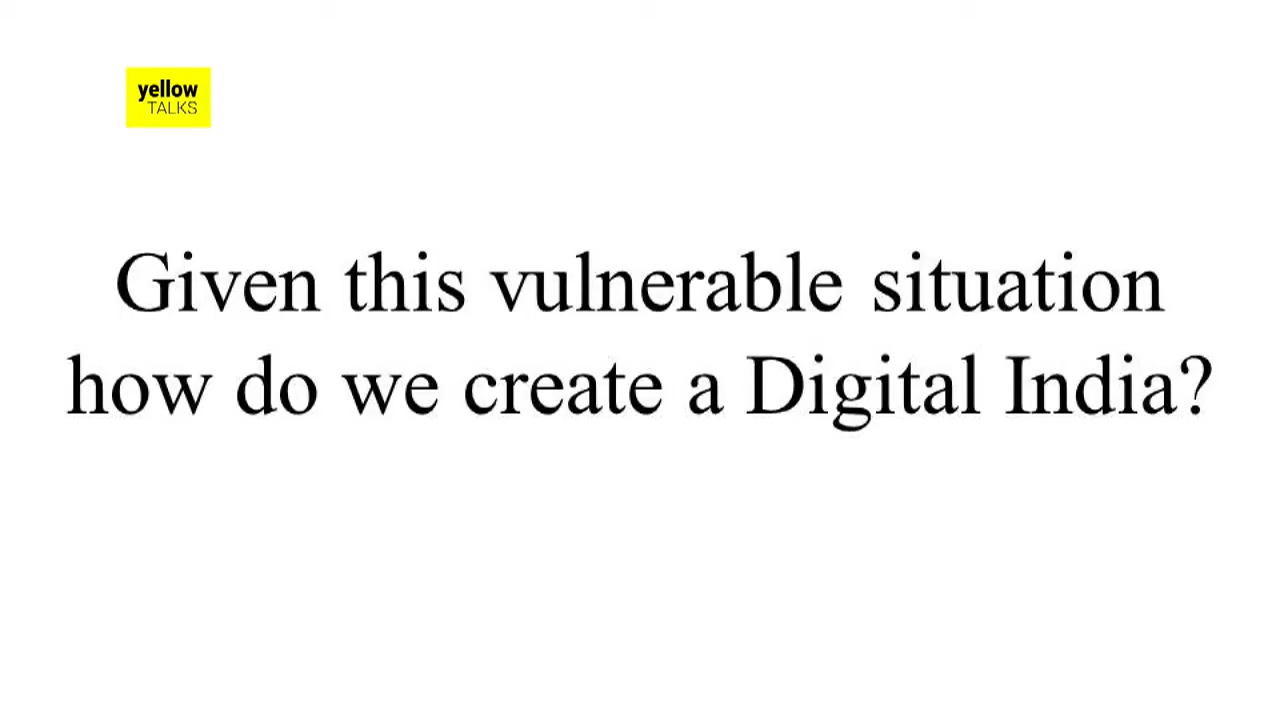 yellow
TALKS
Given this vulnerable situation
how do we create a Digital India?